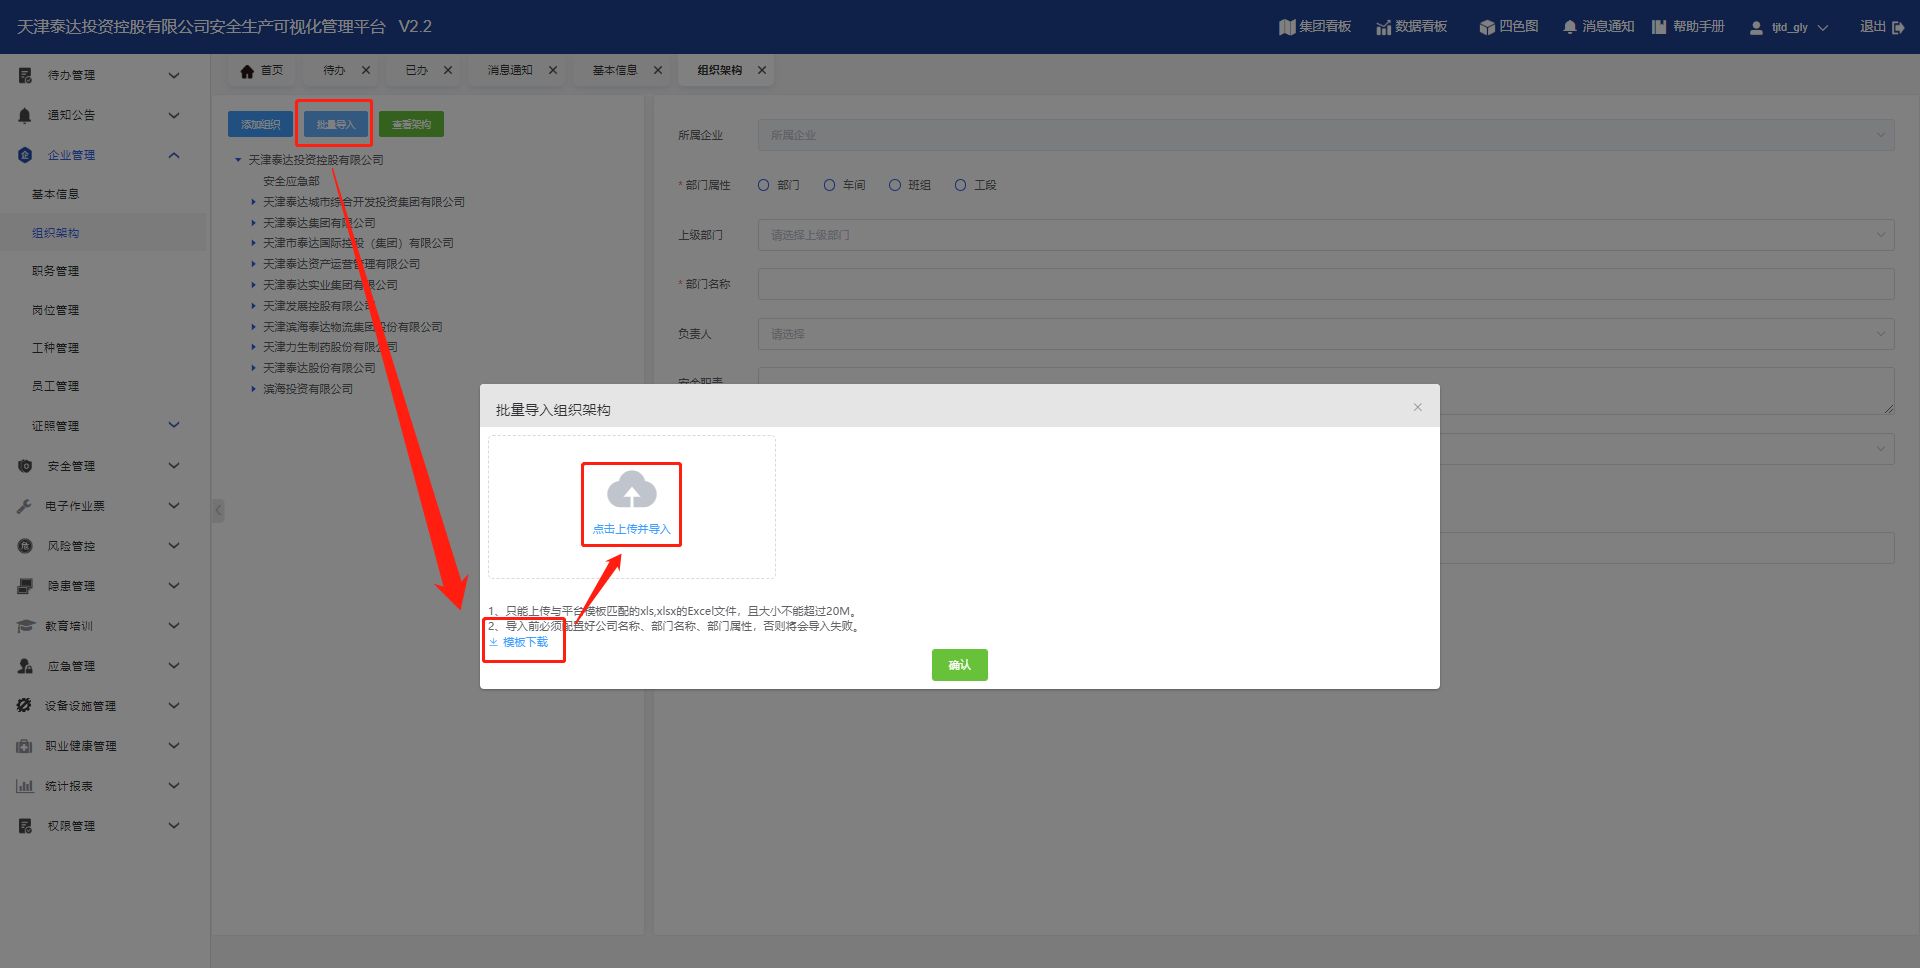 天津泰达投资控股有限公司安全生产可视化管理平台 V2.2
集团看板
数据看板
四色图
消息通知
帮助手册
tjtd_gly
退出
首页
待办
已办
消息通知
基本信息
组织架构
待办管理
通知公告
企业管理
基本信息
组织架构
职务管理
岗位管理
工种管理
员工管理
证照管理
安全管理
电子作业票
风险管控
隐患管理
教育培训
应急管理
设备设施管理
职业健康管理
统计报表
权限管理
添加组织
批量导入
查看架构
天津泰达投资控股有限公司
安全应急部
天津泰达城市综合开发投资集团有限公司
天津泰达集团有限公司
天津市泰达国际控股（集团）有限公司
天津泰达资产运营管理有限公司
天津泰达实业集团有限公司
天津发展控股有限公司
天津滨海泰达物流集团股份有限公司
天津力生制药股份有限公司
天津泰达股份有限公司
滨海投资有限公司
所属企业
所属企业
* 部门属性
部门
车间
班组
工段
上级部门
请选择上级部门
* 部门名称
负责人
请选择
安全职责
批量导入组织架构
点击上传并导入
1、只能上传与平台模板匹配的xls,xlsx的Excel文件，且大小不能超过20M。
2、导入前必须配置好公司名称、部门名称、部门属性，否则将会导入失败。
模板下载
确认